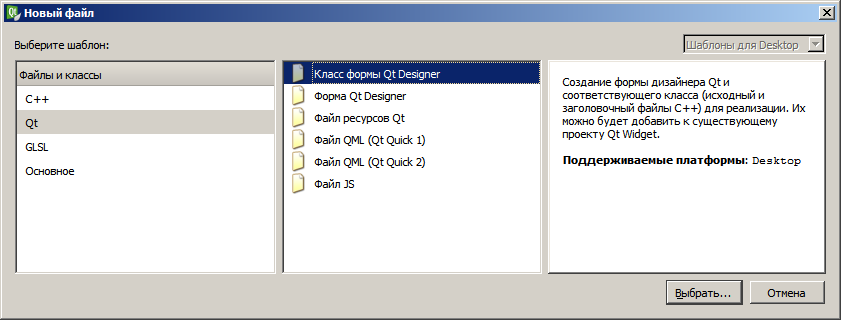 Новый файл
Выберите шаблон:
Шаблоны для Desktop
Файлы и классы
C++
Qt
GLSL
Основное
Класс формы Qt Designer
Форма Qt Designer
Файл ресурсов Qt
Файл QML (Qt Quick 1)
Файл QML (Qt Quick 2)
Файл JS
Создание формы дизайнера Qt и
соответствующего класса (исходный и
заголовочный файлы C++) для реализации. Их
можно будет добавить к существующему
проекту Qt Widget.
Поддерживаемые платформы: Desktop
Выбрать...
Отмена